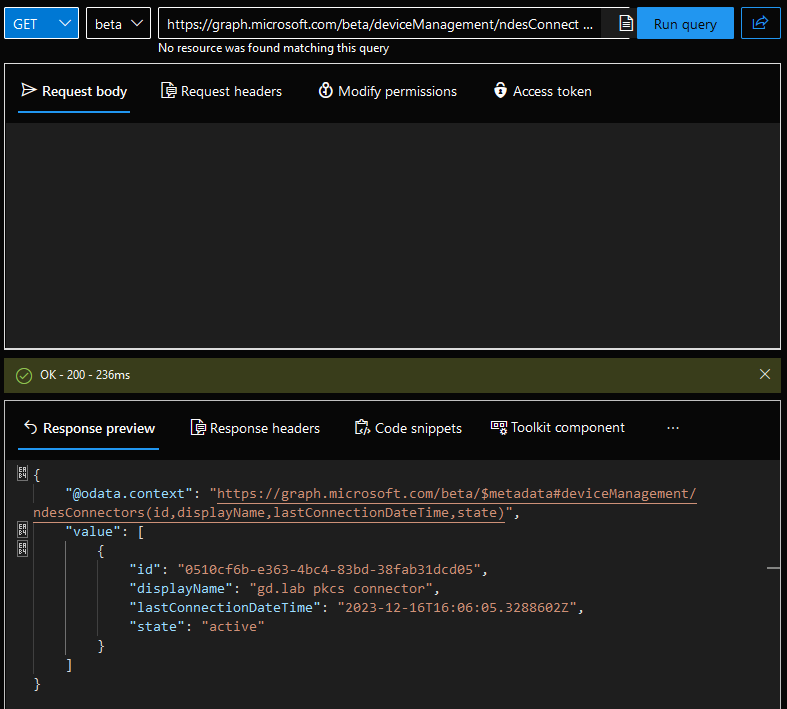 GET beta https://graph.microsoft.com/beta/deviceManagement/ndesConnect ... Run query
No resource was found matching this query
Request body Request headers Modify permissions Access token
OK - 200 - 236ms
Response preview Response headers Code snippets Toolkit component ...
{
"@odata.context": "https://graph.microsoft.com/beta/$metadata#deviceManagement/
ndesConnectors(id,displayName,lastConnectionDateTime,state)",
"value": [
{
"id": "0510cf6b-e363-4bc4-83bd-38fab31dcd05",
"displayName": "gd.lab pkcs connector",
"lastConnectionDateTime": "2023-12-16T16:06:05.3288602Z",
"state": "active"
}
]
}